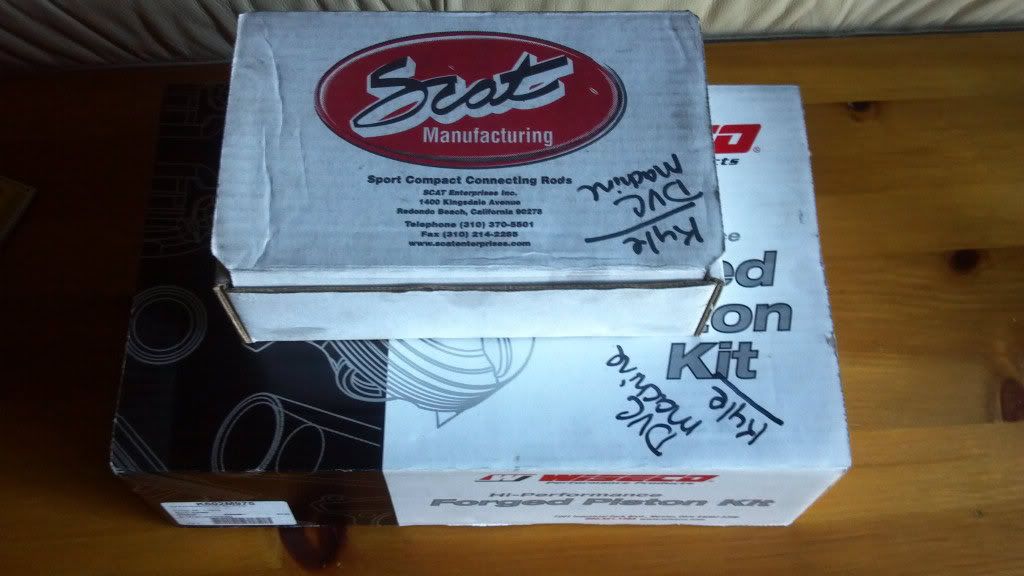 Scat
Manufacturing
Sport Compact Connecting Rods
SCAT Enterprises Inc.
1400 Kingsdale Avenue
Redondo Beach, California 90278
Telephone (310) 370-5501
Fax (310) 214-2285
www.scatenterprises.com
Kyle
DVC
machine
Kit
Kyle
DVC
machine
W WISECO
Hi-Performance
Forged Piston Kit
K602M975